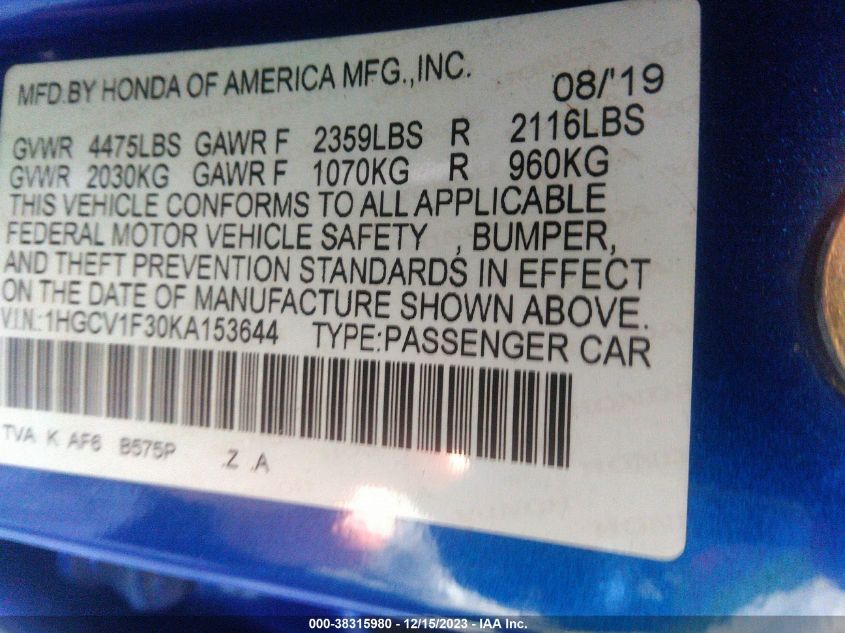 MFD.BY HONDA OF AMERICA MFG.,INC. 08/'19
GVWR 4475LBS GAWR F 2359LBS R 2116LBS
GVWR 2030KG GAWR F 1070KG R 960KG
THIS VEHICLE CONFORMS TO ALL APPLICABLE
FEDERAL MOTOR VEHICLE SAFETY , BUMPER,
AND THEFT PREVENTION STANDARDS IN EFFECT
ON THE DATE OF MANUFACTURE SHOWN ABOVE.
V.I.N.:1HGCV1F30KA153644 TYPE:PASSENGER CAR
TVA K AF6 B575P .Z .A
000-38315980 - 12/15/2023 - IAA Inc.